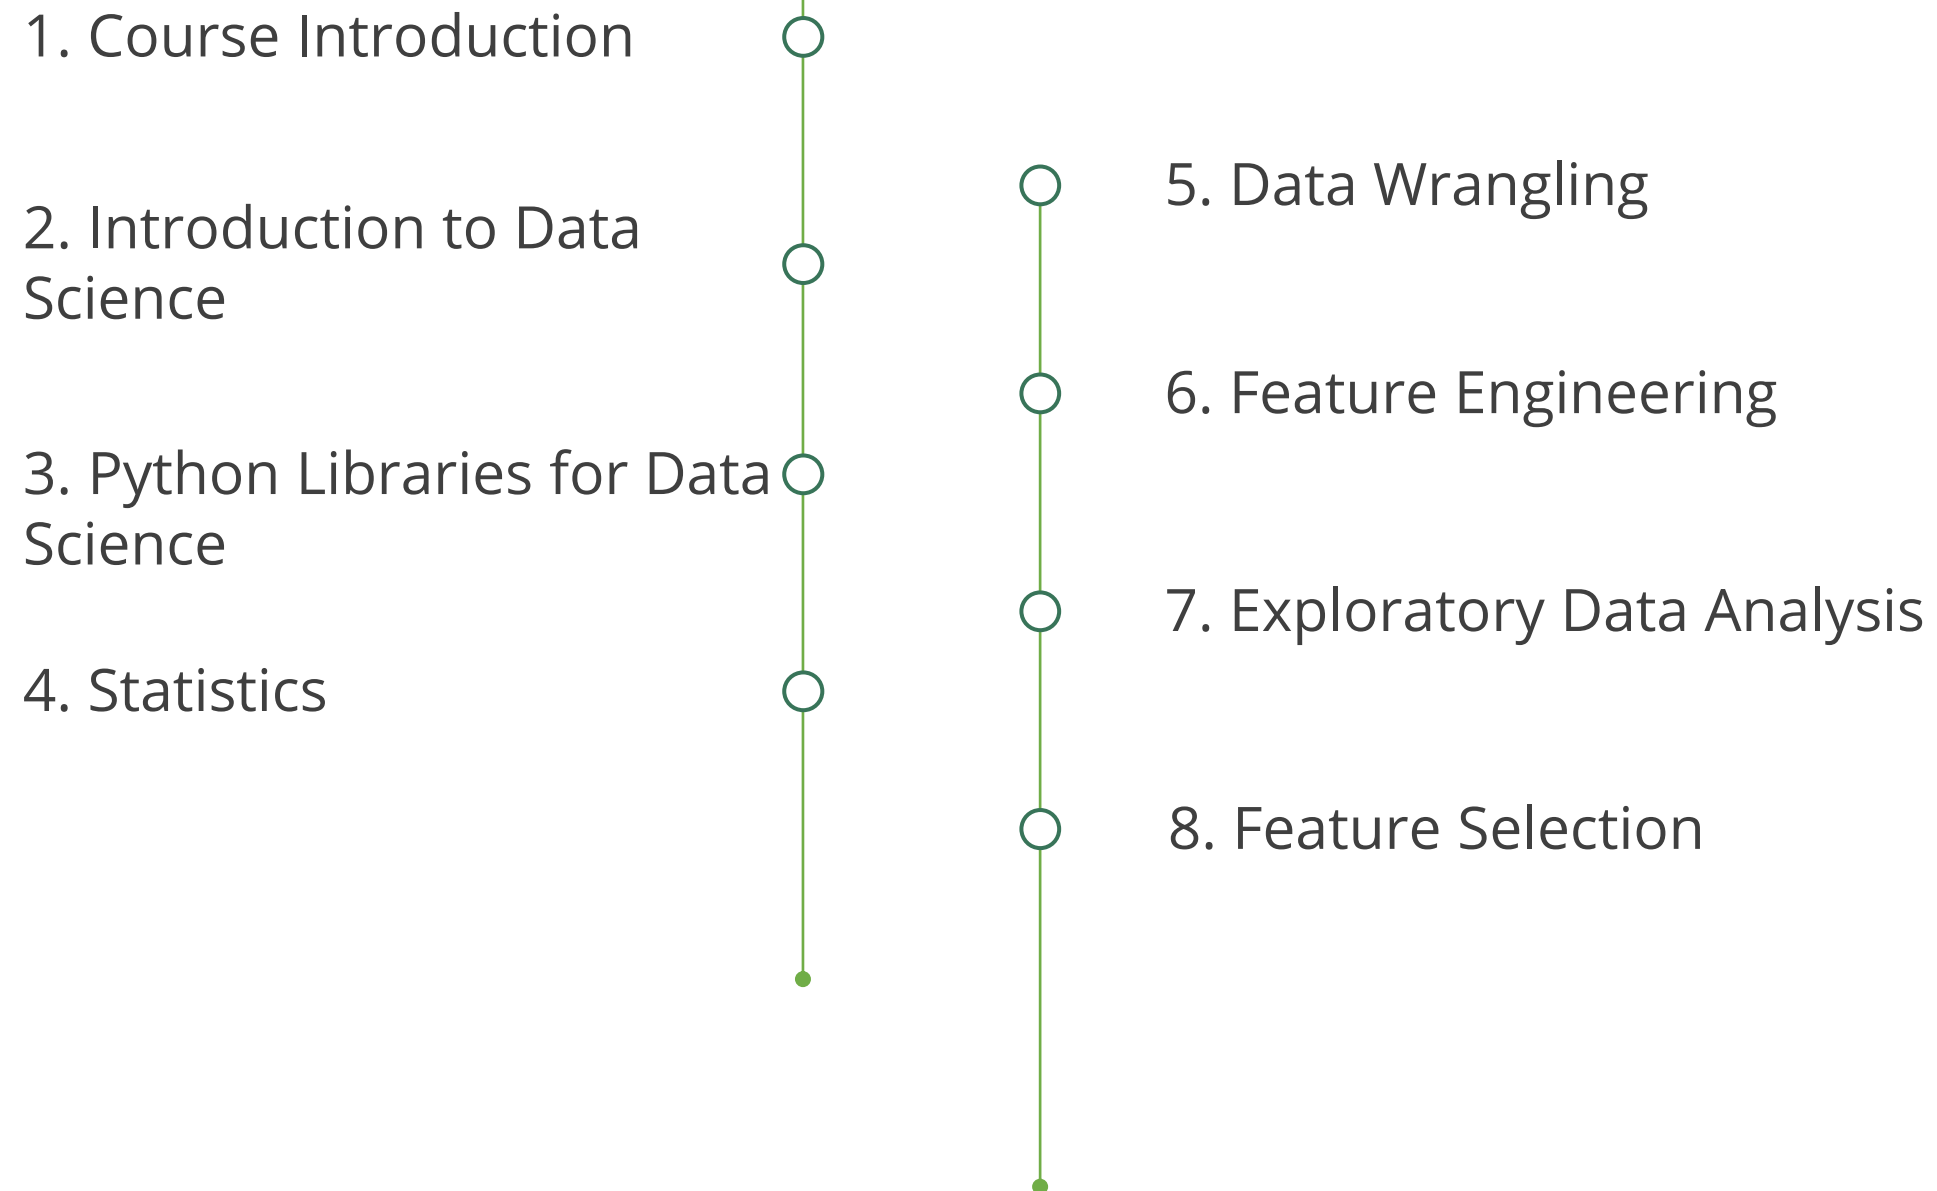 1. Course Introduction
2. Introduction to Data
Science
3. Python Libraries for Data
Science
4. Statistics
5. Data Wrangling
6. Feature Engineering
7. Exploratory Data Analysis
8. Feature Selection